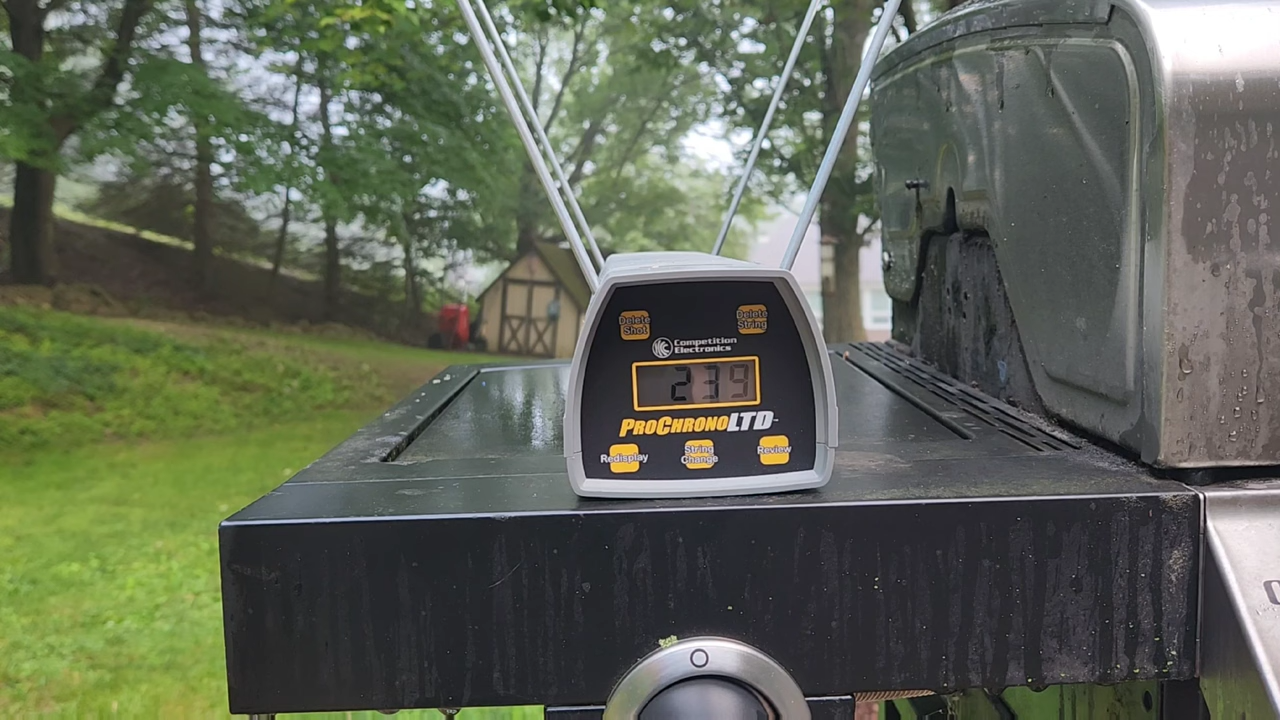 Delete
Shot
Delete
String
Competition
Electronics
239
PROCHRONOLTD
Redisplay
String
Change
Review